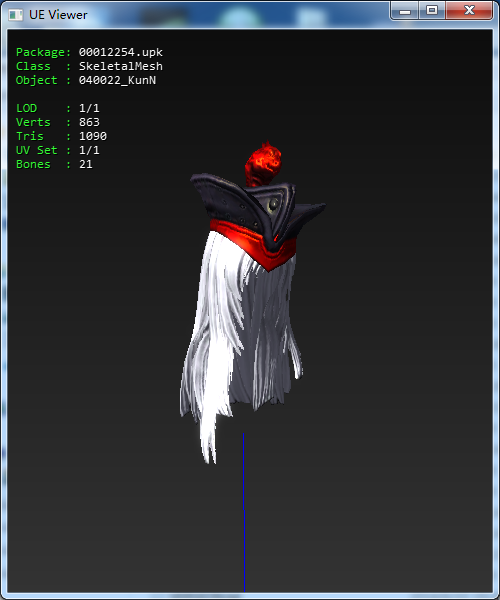 UE Viewer
Package: 00012254.upk
Class  : SkeletalMesh
Object : 040022_KunN
LOD    : 1/1
Verts  : 863
Tris   : 1090
UV Set : 1/1
Bones  : 21